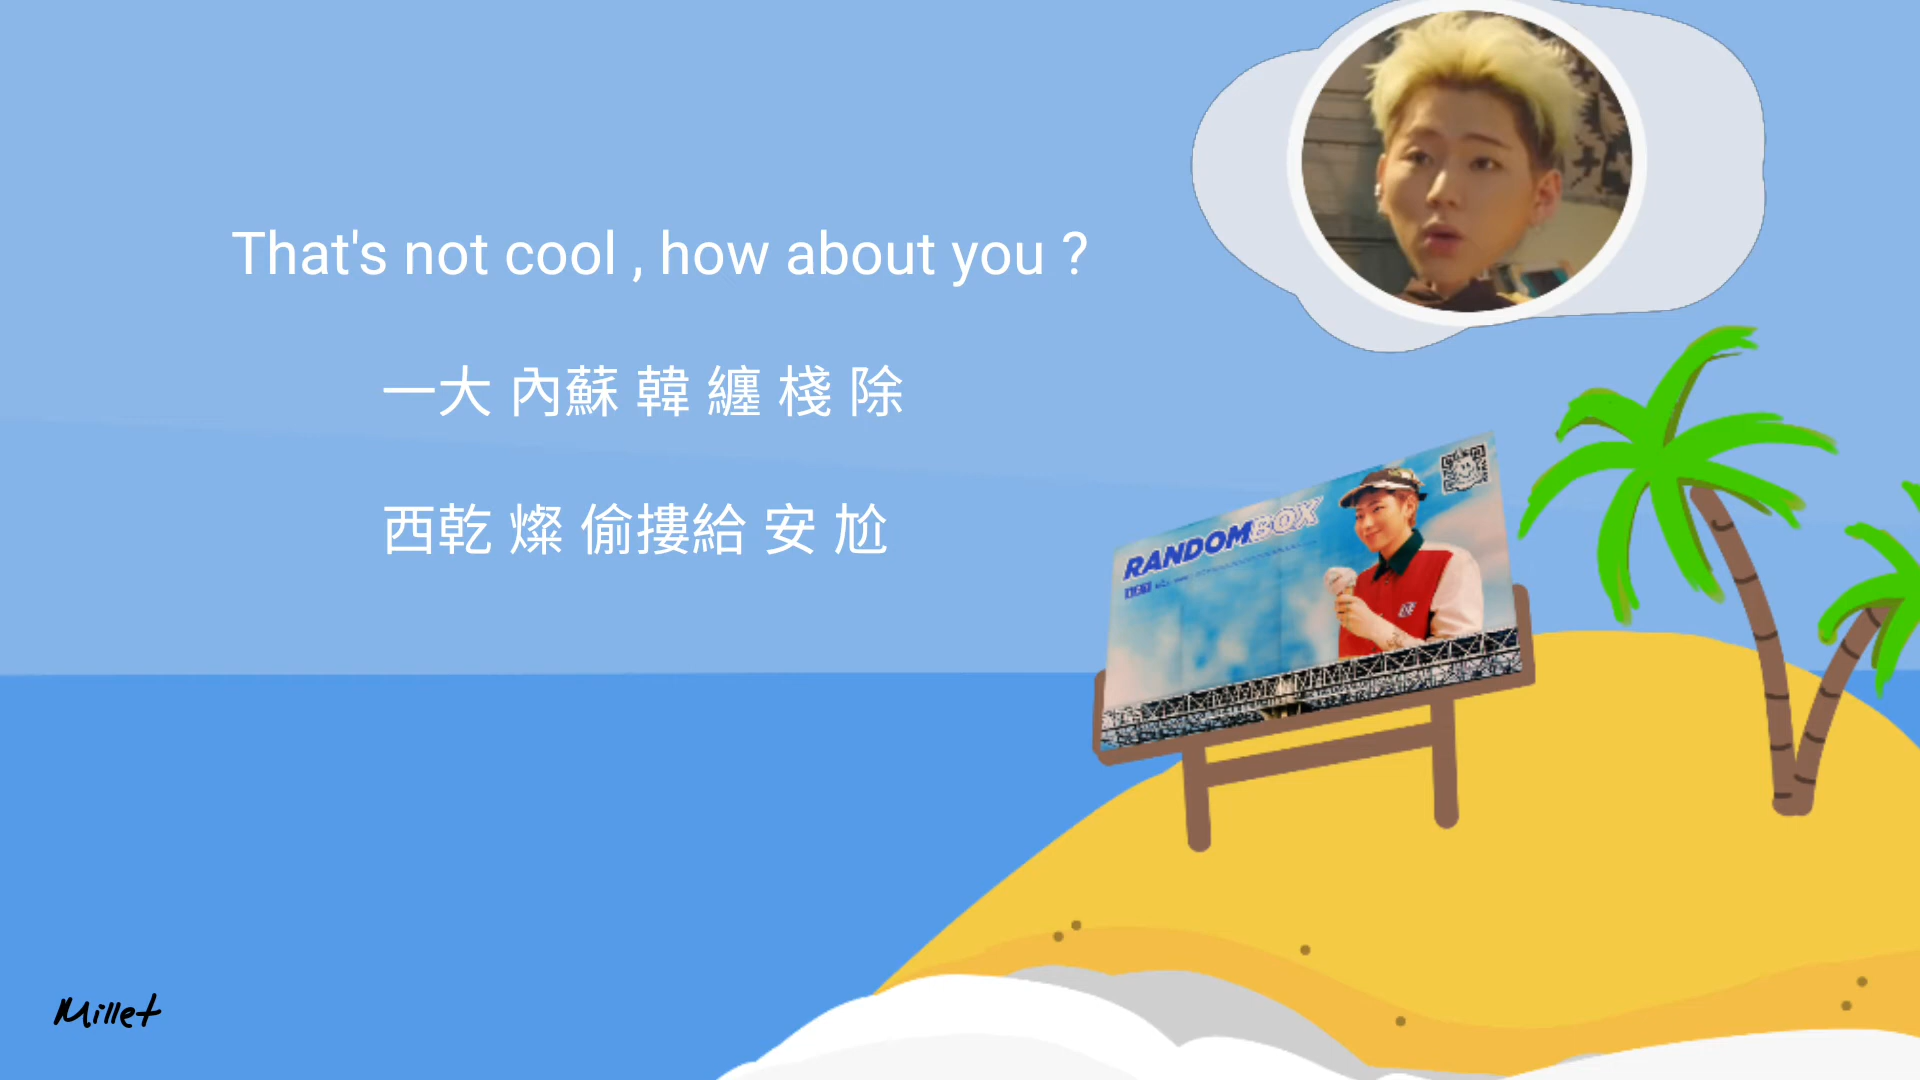 That's not cool , how about you ?
一大 內蘇 韓 纏 棧 除
西乾 燦 偷摟給 安 尬
RANDOMBOX
Millet